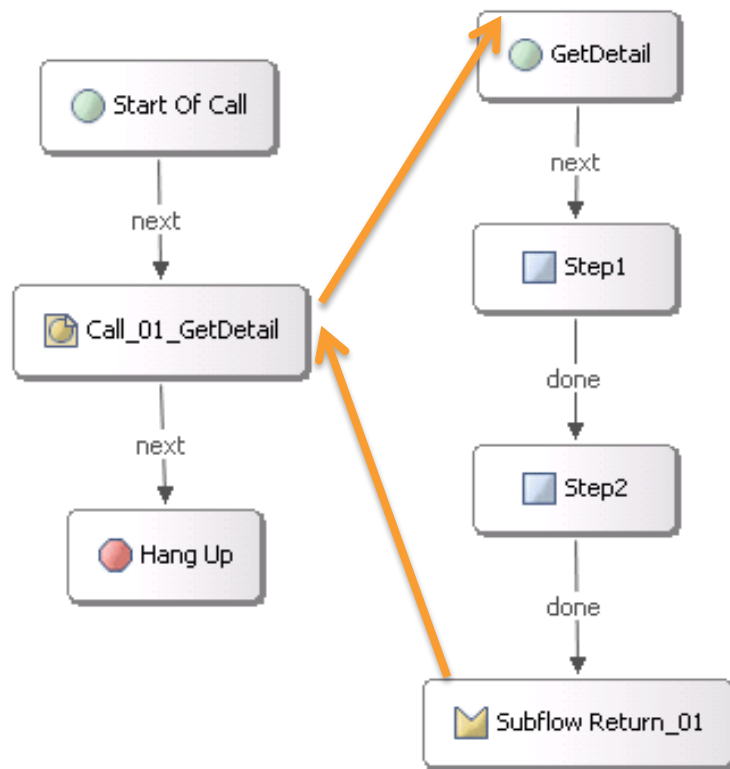 Start Of Call
next
Call_01_GetDetail
next
Hang Up
GetDetail
next
Step1
done
Step2
done
Subflow Return_01